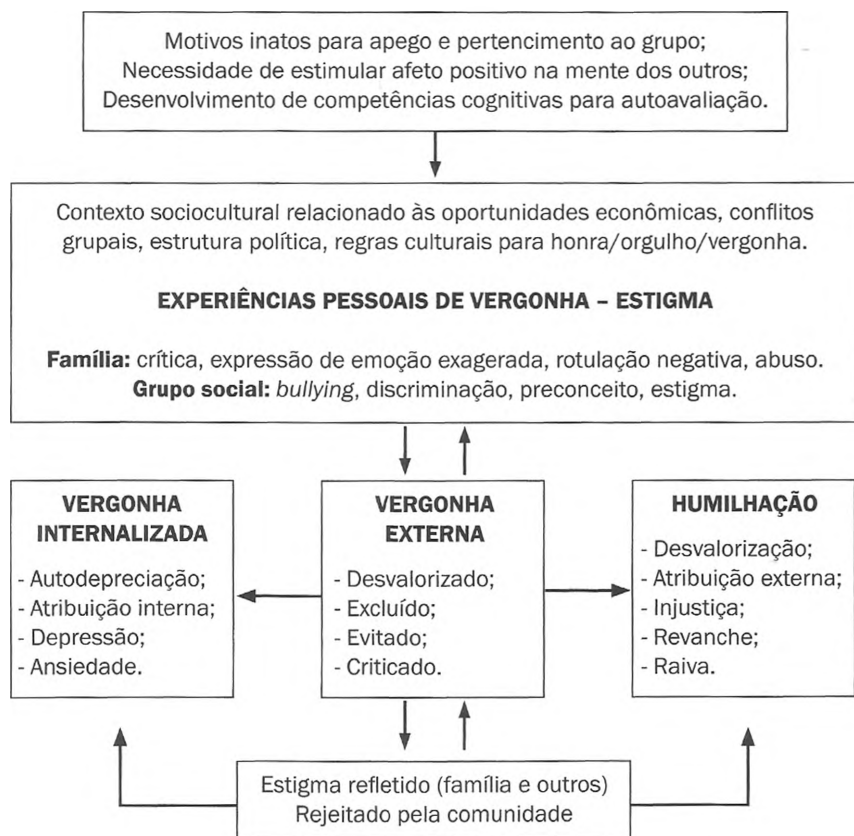 Motivos inatos para apego e pertencimento ao grupo;
Necessidade de estimular afeto positivo na mente dos outros;
Desenvolvimento de competências cognitivas para autoavaliação.
Contexto sociocultural relacionado às oportunidades econômicas, conflitos
grupais, estrutura política, regras culturais para honra/orgulho/vergonha.
EXPERIÊNCIAS PESSOAIS DE VERGONHA – ESTIGMA
Família: crítica, expressão de emoção exagerada, rotulação negativa, abuso.
Grupo social: bullying, discriminação, preconceito, estigma.
VERGONHA
INTERNALIZADA
- Autodepreciação;
- Atribuição interna;
- Depressão;
- Ansiedade.
VERGONHA
EXTERNA
- Desvalorizado;
- Excluído;
- Evitado;
- Criticado.
HUMILHAÇÃO
- Desvalorização;
- Atribuição externa;
- Injustiça;
- Revanche;
- Raiva.
Estigma refletido (família e outros)
Rejeitado pela comunidade